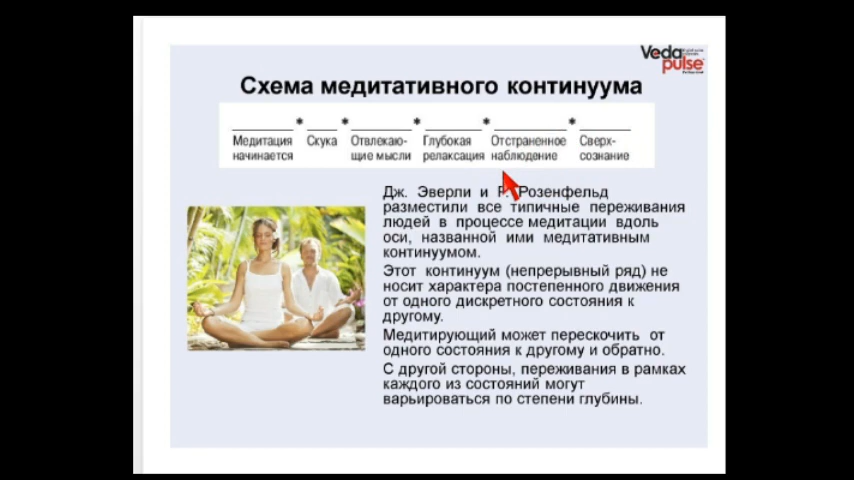 Veda
pulse
Схема медитативного континуума
Медитация начинается * Скука * Отвлекаю-щие мысли * Глубокая релаксация * Отстраненное наблюдение * Сверх-сознание
Дж. Эверли и Розенфельд
разместили все типичные переживания
людей в процессе медитации вдоль
оси, названной ими медитативным
континуумом.
Этот континуум (непрерывный ряд) не
носит характера постепенного движения
от одного дискретного состояния к
другому.
Медитирующий может перескочить от
одного состояния к другому и обратно.
С другой стороны, переживания в рамках
каждого из состояний могут
варьироваться по степени глубины.